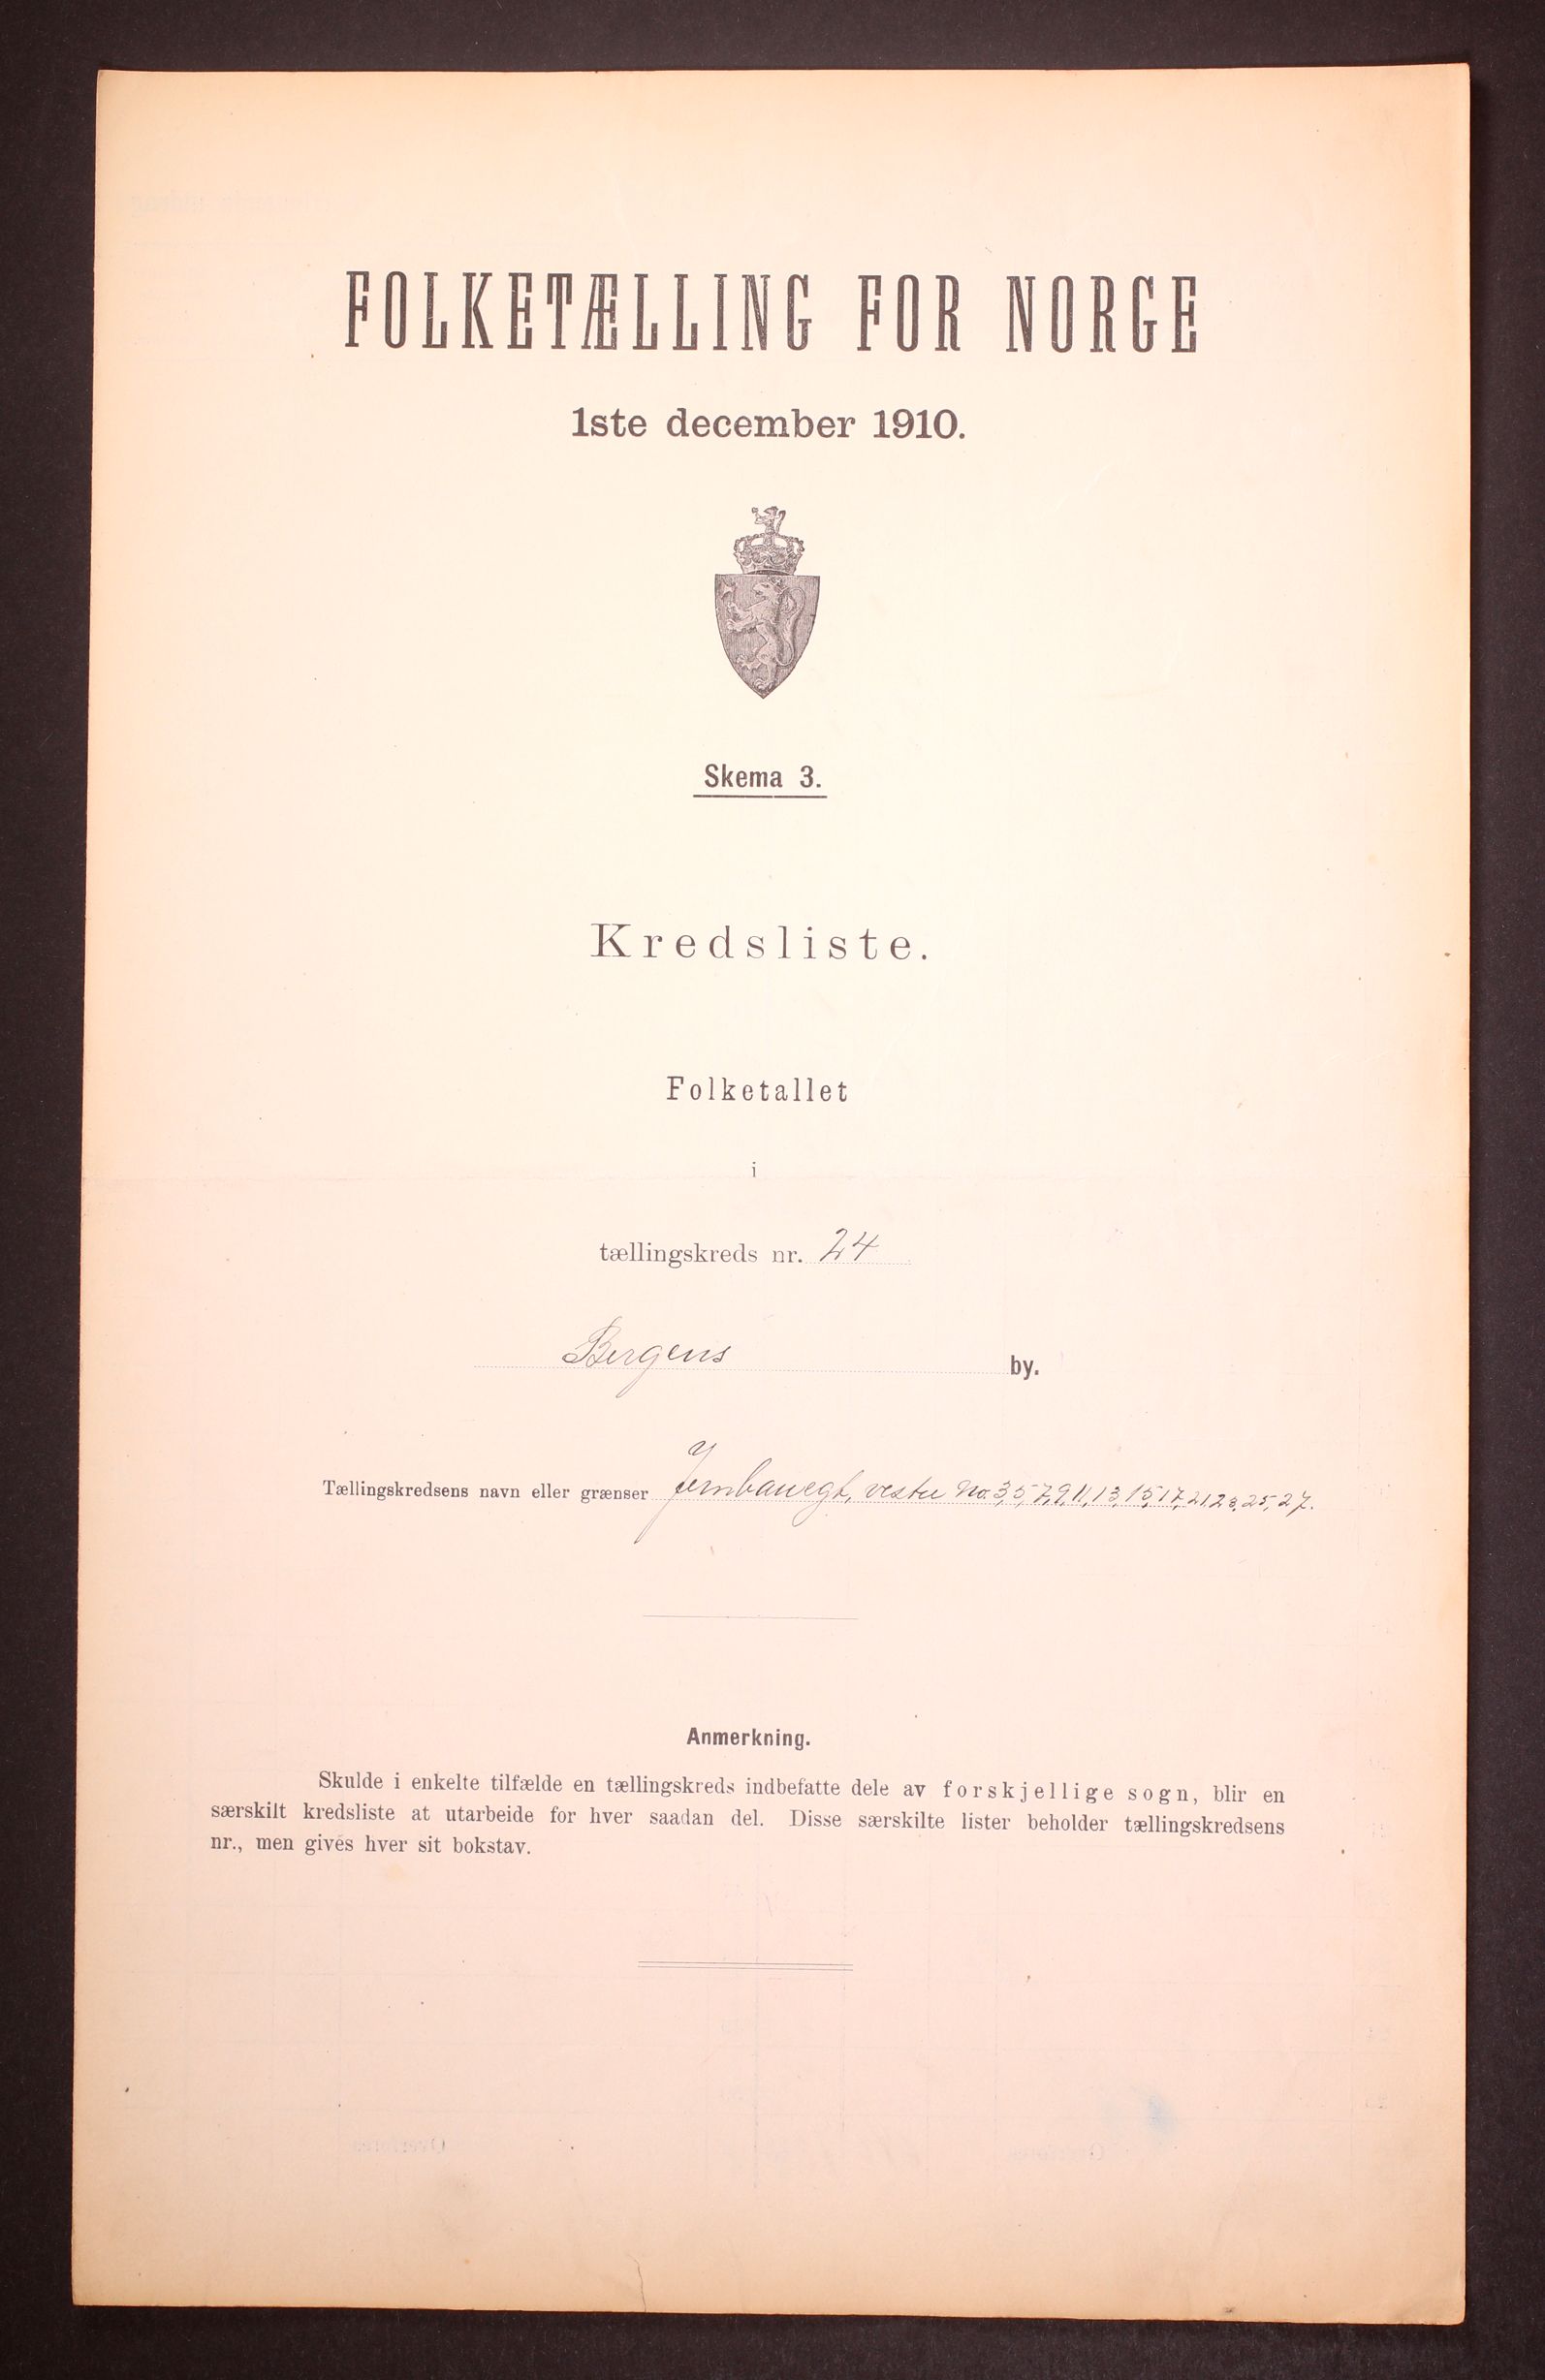 FOLKETÆLLING FOR NORGE
1ste december 1910.
Skema 3.
Kredsliste.
Folketallet
i
tællingskreds nr. 24
Bergens by.
Tællingskredsens navn eller grænser Jernbanegt, vestre No. 3, 5, 7, 9, 11, 13, 15, 17, 21, 23, 25, 27.
Anmerkning.
Skulde i enkelte tilfælde en tællingskreds indbefatte dele av forskjellige sogn, blir en
særskilt kredsliste at utarbeide for hver saadan del. Disse særskilte lister beholder tællingskredsens
nr., men gives hver sit bokstav.